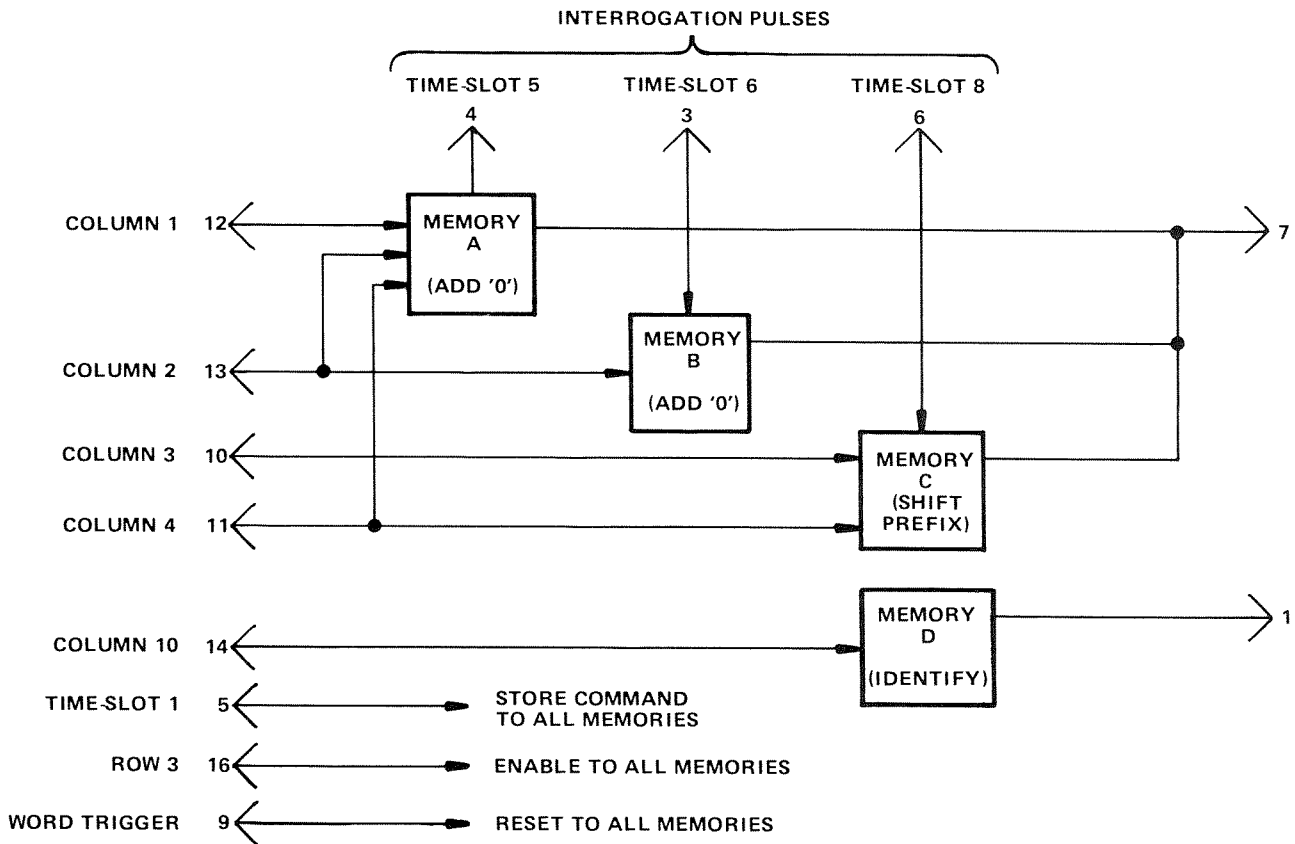 INTERROGATION PULSES
TIME-SLOT 5
4
TIME-SLOT 6
3
TIME-SLOT 8
6
COLUMN 1 12
MEMORY
A
(ADD '0')
7
COLUMN 2 13
MEMORY
B
(ADD '0')
COLUMN 3 10
MEMORY
C
(SHIFT
PREFIX)
COLUMN 4 11
MEMORY
D
(IDENTIFY)
1
COLUMN 10 14
TIME-SLOT 1 5
STORE COMMAND
TO ALL MEMORIES
ROW 3 16 ENABLE TO ALL MEMORIES
WORD TRIGGER 9 RESET TO ALL MEMORIES